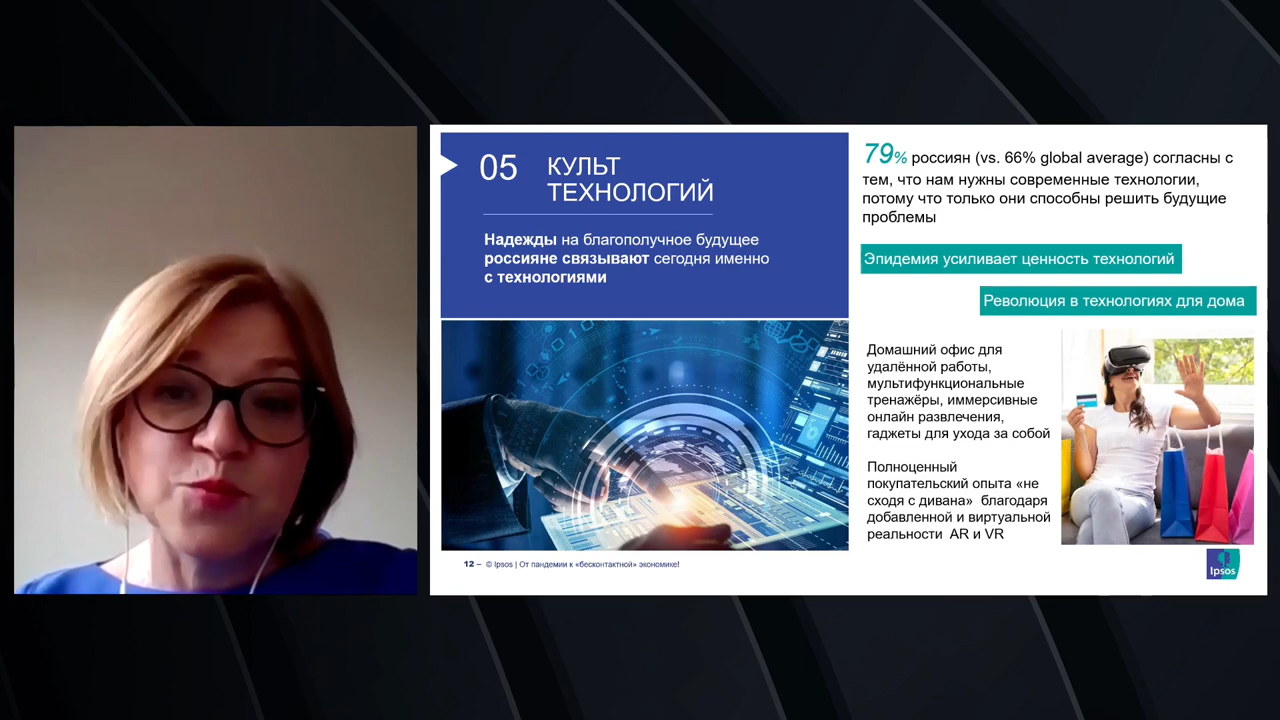 05
КУЛЬТ
ТЕХНОЛОГИЙ
Надежды на благополучное будущее
россияне связывают сегодня именно
с технологиями
79% россиян (vs. 66% global average) согласны с
тем, что нам нужны современные технологии,
потому что только они способны решить будущие
проблемы
Эпидемия усиливает ценность технологий
Революция в технологиях для дома
Домашний офис для
удалённой работы,
мультифункциональные
тренажёры, иммерсивные
онлайн развлечения,
гаджеты для ухода за собой
Полноценный
покупательский опыта «не
сходя с дивана» благодаря
добавленной и виртуальной
реальности AR и VR
12 – © Ipsos | От пандемии к «бесконтактной» экономике!
Ipsos